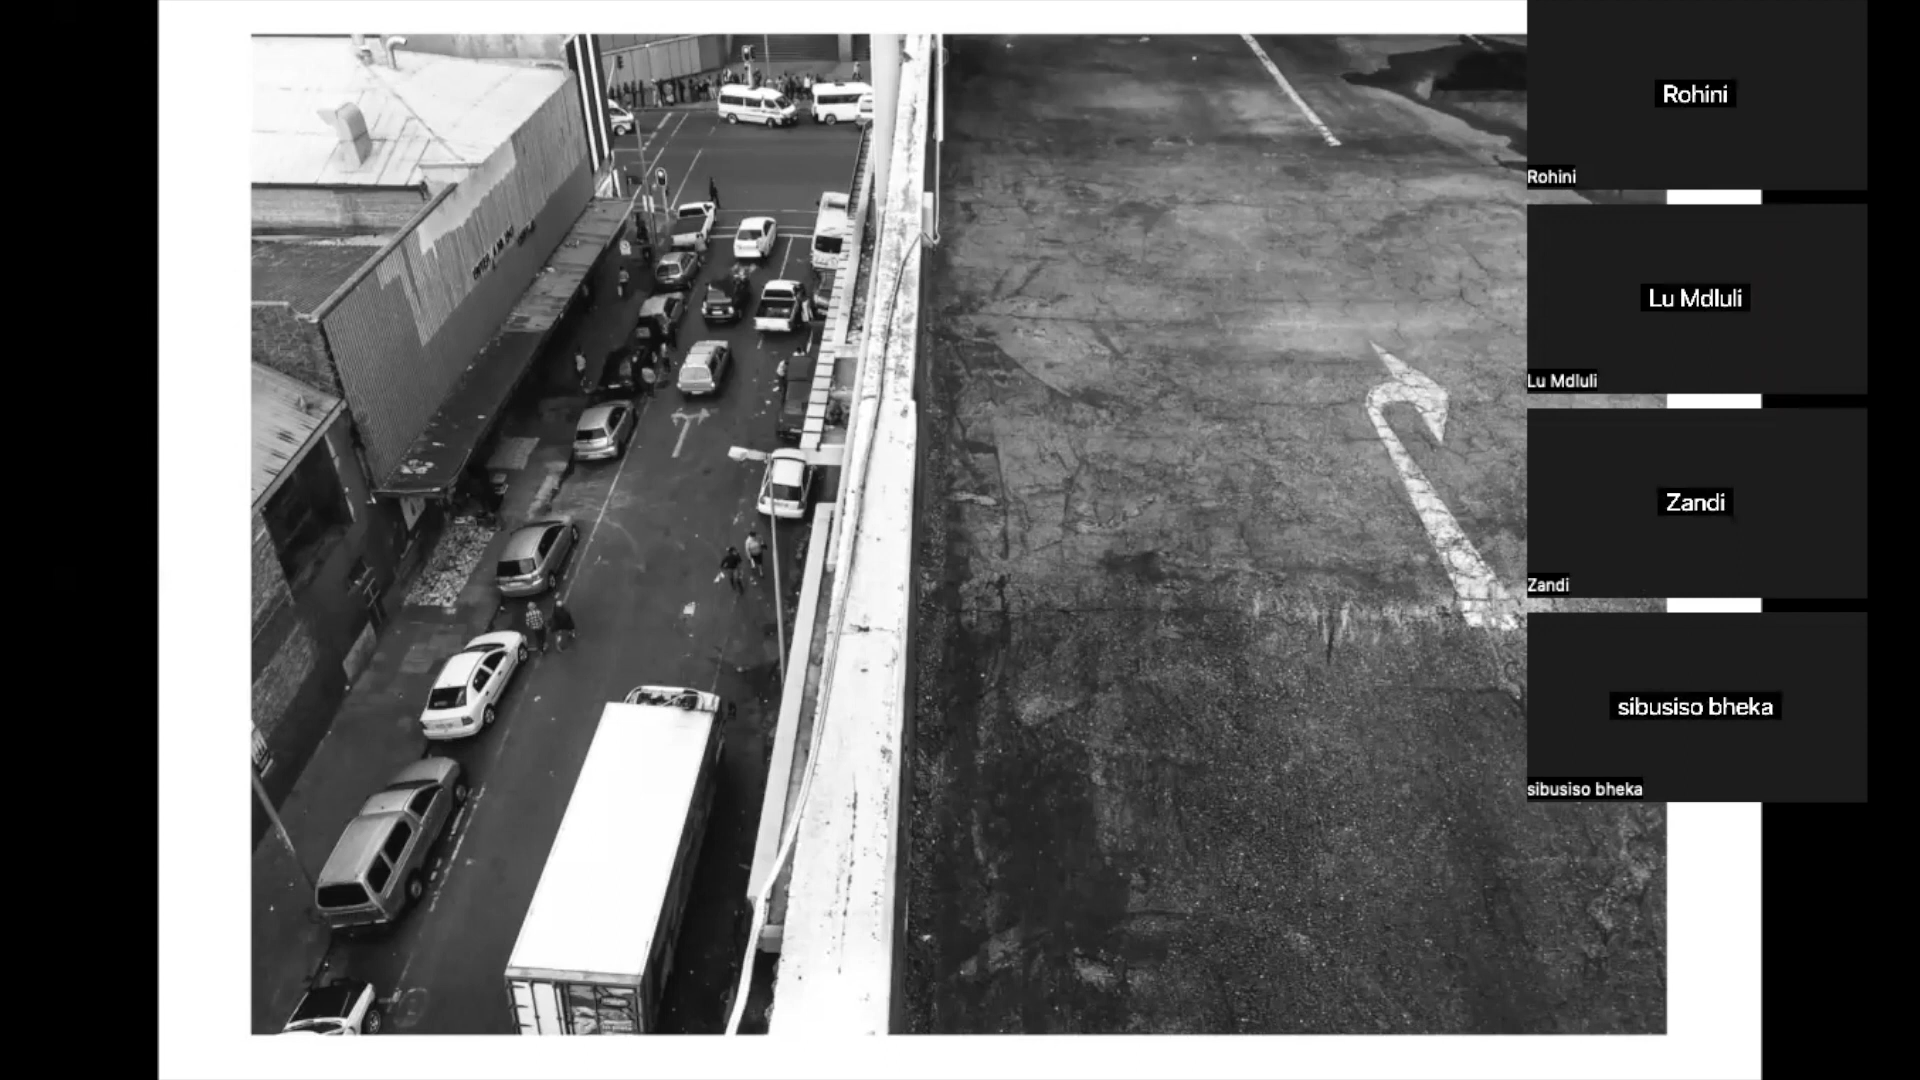 Rohini
Rohini
Lu Mdluli
Lu Mdluli
Zandi
Zandi
sibusiso bheka
sibusiso bheka